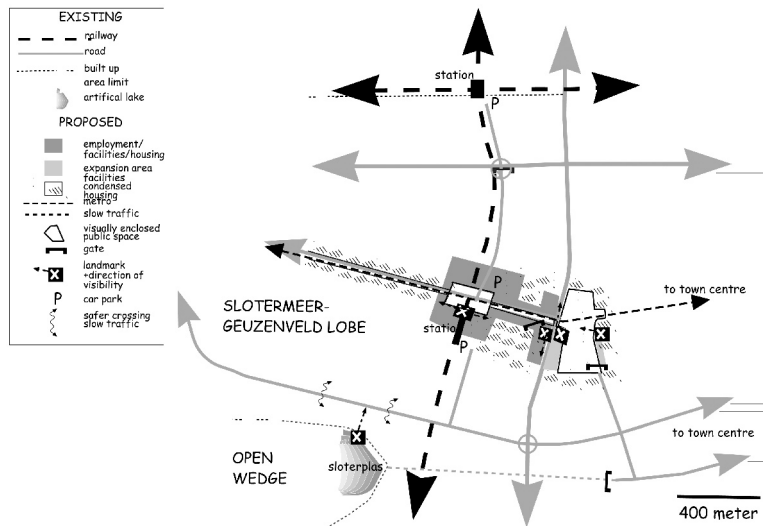 EXISTING
railway
road
built up
area limit
artifical lake
PROPOSED
employment/
facilities/housing
expansion area
facilities
condensed
housing
metro
slow traffic
visually enclosed
public space
gate
landmark
+direction of
visibility
P car park
safer crossing
slow traffic
station
P
P
to town centre
SLOTERMEER-
GEUZENVELD LOBE
station
P
to town centre
OPEN
WEDGE
sloterplas
400 meter